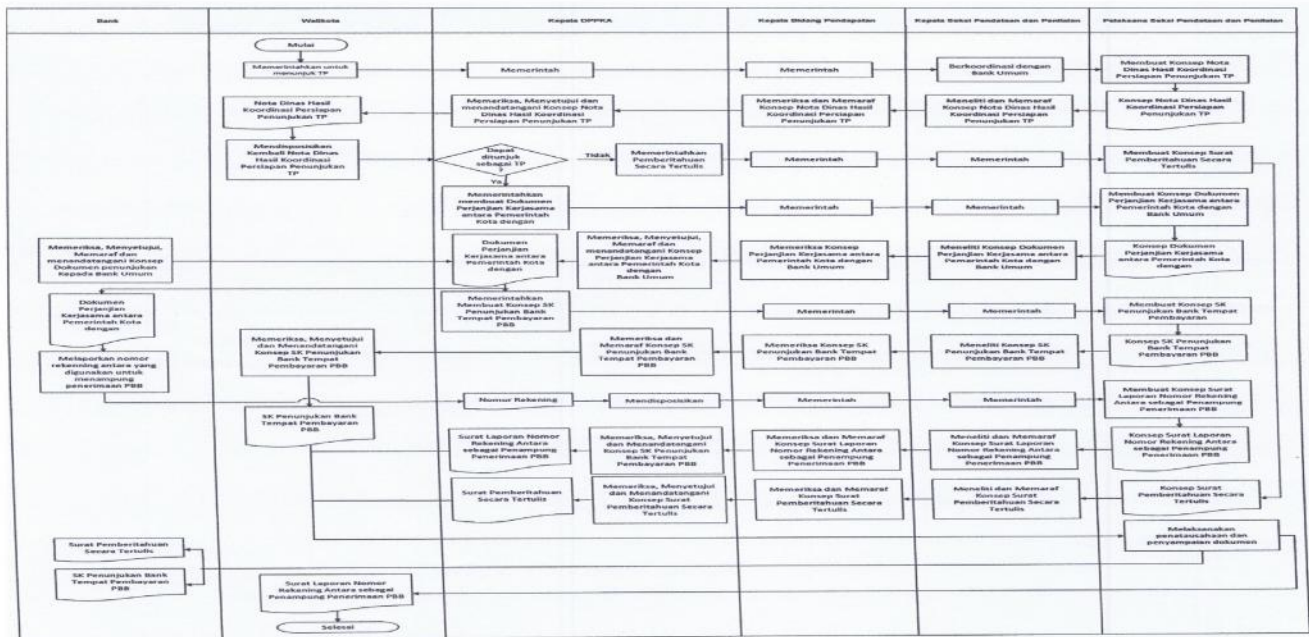 Bank
Walikota
Kepala DPPKA
Kepala Bidang Pendapatan
Kepala Seksi Pendataan dan Penilaian
Pelaksana Seksi Pendataan dan Penilaian
Mulai
Memerintahkan untuk
menunjuk TP
Memerintah
Memerintah
Berkoordinasi dengan
Bank Umum
Membuat Konsep Nota
Dinas Hasil Koordinasi
Persiapan Penunjukan TP
Nota Dinas Hasil
Koordinasi Persiapan
Penunjukan TP
Memeriksa, Menyetujui dan
menandatangani Konsep Nota
Dinas Hasil Koordinasi
Persiapan Penunjukan TP
Memeriksa dan Memaraf
Konsep Nota Dinas Hasil
Koordinasi Persiapan
Penunjukan TP
Meneliti dan Memaraf
Konsep Nota Dinas Hasil
Koordinasi Persiapan
Penunjukan TP
Konsep Nota Dinas Hasil
Koordinasi Persiapan
Penunjukan TP
Mendisposisikan
Kembali Nota Dinas
Hasil Koordinasi
Persiapan Penunjukan
TP
Dapat
ditunjuk
sebagai TP
?
Tidak
Ya
Memerintahkan
Pemberitahuan
Secara Tertulis
Memerintah
Memerintah
Membuat Konsep Surat
Pemberitahuan Secara
Tertulis
Memerintahkan
membuat Dokumen
Perjanjian Kerjasama
antara Pemerintah
Kota dengan
Memerintah
Memerintah
Membuat Konsep Dokumen
Perjanjian Kerjasama antara
Pemerintah Kota dengan
Bank Umum
Memeriksa, Menyetujui,
Memaraf dan
menandatangani Konsep
Dokumen penunjukan
Kepada Bank Umum
Dokumen
Perjanjian
Kerjasama antara
Pemerintah Kota
dengan
Memeriksa, Menyetujui,
Memaraf dan
menandatangani Konsep
Perjanjian Kerjasama
antara Pemerintah Kota
dengan
Bank Umum
Memeriksa Konsep
Perjanjian Kerjasama antara
Pemerintah Kota dengan
Bank Umum
Meneliti Konsep Dokumen
Perjanjian Kerjasama antara
Pemerintah Kota dengan
Bank Umum
Konsep Dokumen
Perjanjian Kerjasama
antara Pemerintah Kota
dengan
Dokumen
Perjanjian
Kerjasama antara
Pemerintah Kota
dengan
Memerintahkan
Membuat Konsep SK
Penunjukan Bank
Tempat Pembayaran
PBB
Memerintah
Memerintah
Membuat Konsep SK
Penunjukan Bank Tempat
Pembayaran
Memeriksa, Menyetujui
dan Menandatangani
Konsep SK Penunjukan
Bank Tempat
Pembayaran PBB
Memeriksa dan
Memaraf Konsep SK
Penunjukan Bank
Tempat Pembayaran
PBB
Memeriksa Konsep SK
Penunjukan Bank Tempat
Pembayaran PBB
Meneliti Konsep SK
Penunjukan Bank Tempat
Pembayaran PBB
Konsep SK Penunjukan
Bank Tempat
Pembayaran PBB
Melaporkan nomor
rekenning antara yang
digunakan untuk
menampung
penerimaan PBB
Nomor Rekening
Mandisposisikan
Memerintah
Memerintah
Membuat Konsep Surat
Laporan Nomor Rekening
Antara sebagai Penampung
Penerimaan PBB
SK Penunjukan Bank
Tempat Pembayaran
PBB
Surat Laporan Nomor
Rekening Antara
sebagai Penampung
Penerimaan PBB
Memeriksa, Menyetujui
dan Menandatangani
Konsep SK Penunjukan
Bank Tempat
Pembayaran PBB
Memeriksa dan Memaraf
Konsep Surat Laporan
Nomor Rekening Antara
sebagai Penampung
Penerimaan PBB
Meneliti dan Memaraf
Konsep Surat Laporan
Nomor Rekening Antara
sebagai Penampung
Penerimaan PBB
Konsep Surat Laporan
Nomor Rekening Antara
sebagai Penampung
Penerimaan PBB
Surat Pemberitahuan
Secara Tertulis
Memeriksa, Menyetujui
dan Menandatangani
Konsep Surat
Pemberitahuan Secara
Tertulis
Memeriksa dan Memaraf
Konsep Surat
Pemberitahuan Secara
Tertulis
Meneliti dan Memaraf
Konsep Surat
Pemberitahuan Secara
Tertulis
Konsep Surat
Pemberitahuan Secara
Tertulis
Melaksanakan
penatausahaan dan
penyampaian dokumen
Surat Pemberitahuan
Secara Tertulis
SK Penunjukan Bank
Tempat Pembayaran
PBB
Surat Laporan Nomor
Rekening Antara sebagai
Penampung Penerimaan PBB
Selesai